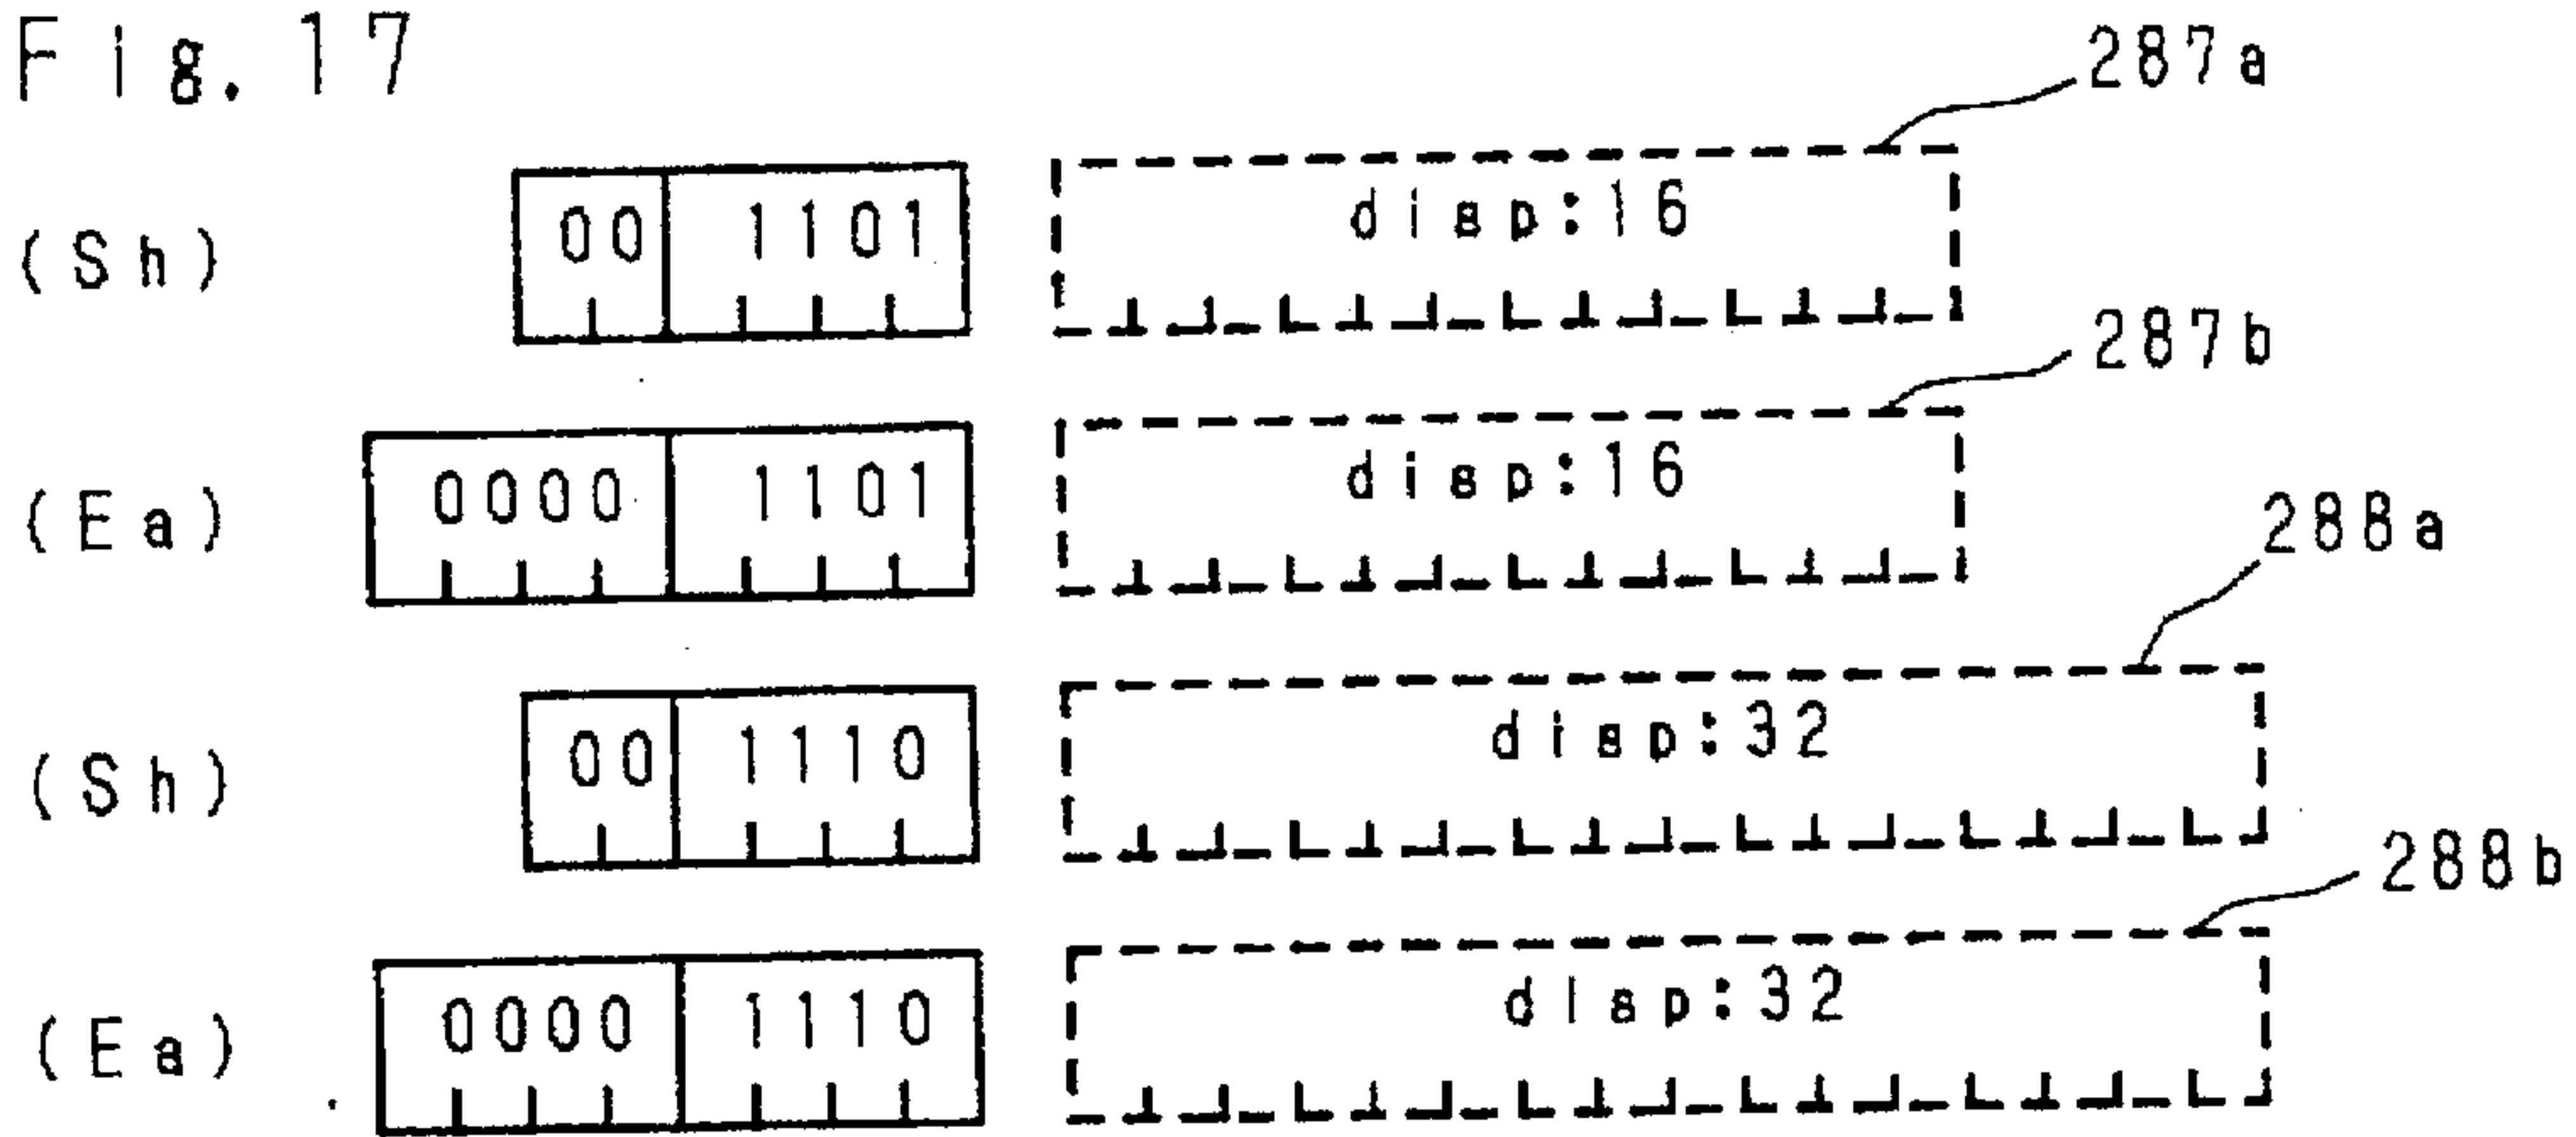 Fig.17
287a
(Sh) 00 1101 disp:16
287b
(Ea) 0000 1101 disp:16
288a
(Sh) 00 1110 disp:32
288b
(Ea) 0000 1110 disp:32